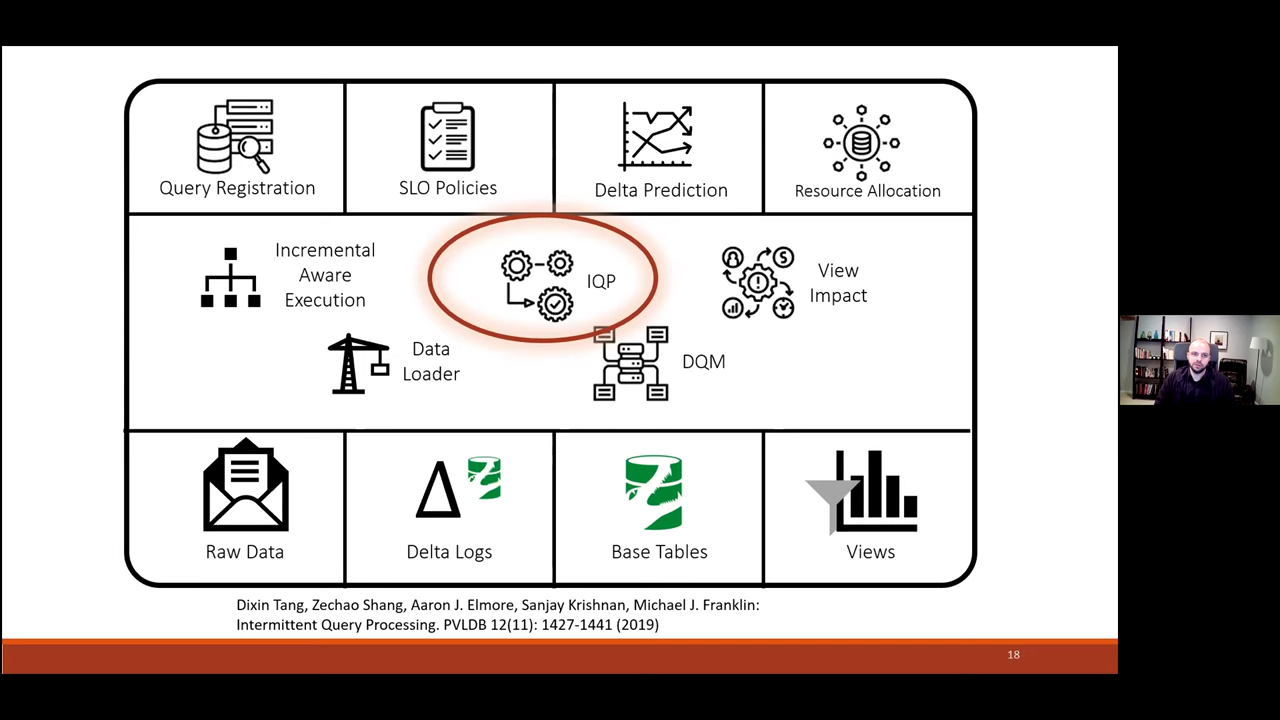 Query Registration
SLO Policies
Delta Prediction
Resource Allocation
Incremental
Aware
Execution
IQP
View
Impact
Data
Loader
DQM
Raw Data
Delta Logs
Base Tables
Views
Dixin Tang, Zechao Shang, Aaron J. Elmore, Sanjay Krishnan, Michael J. Franklin:
Intermittent Query Processing. PVLDB 12(11): 1427-1441 (2019)
18